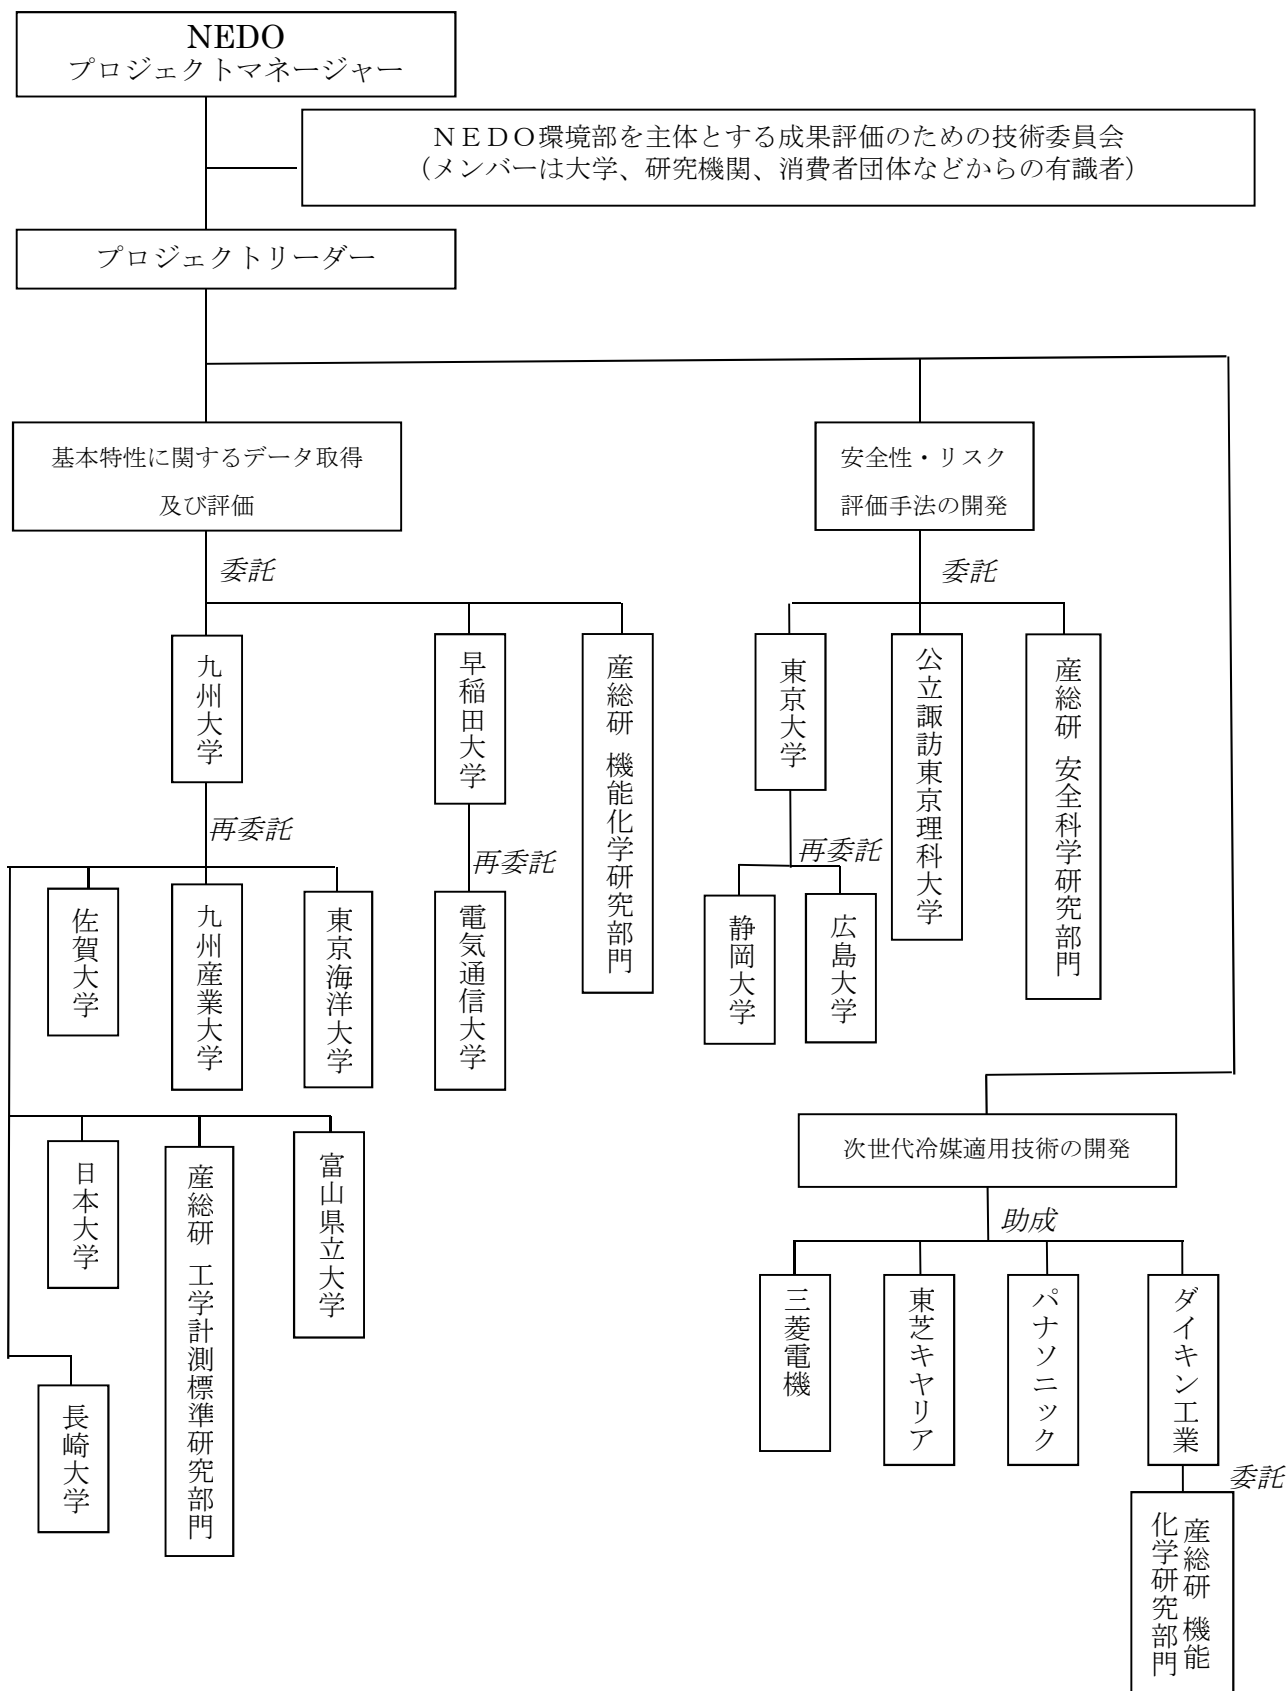 NEDO
プロジェクトマネージャー
ＮＥＤＯ環境部を主体とする成果評価のための技術委員会
（メンバーは大学、研究機関、消費者団体などからの有識者）
プロジェクトリーダー
基本特性に関するデータ取得
及び評価
安全性・リスク
評価手法の開発
委託
委託
九州大学
早稲田大学
産総研 機能化学研究部門
東京大学
公立諏訪東京理科大学
産総研 安全科学研究部門
再委託
再委託
再委託
佐賀大学
九州産業大学
東京海洋大学
電気通信大学
静岡大学
広島大学
日本大学
産総研 工学計測標準研究部門
富山県立大学
長崎大学
次世代冷媒適用技術の開発
助成
三菱電機
東芝キヤリア
パナソニック
ダイキン工業
委託
産総研 機能
化学研究部門